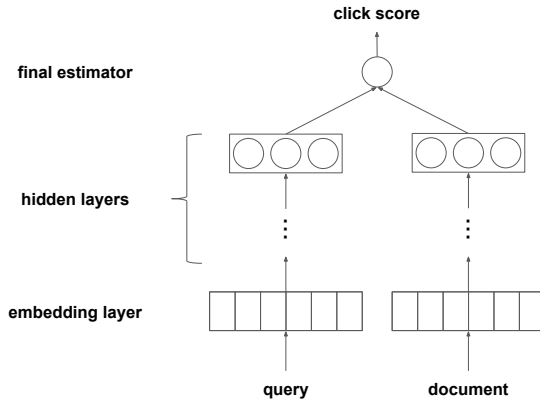 click score
final estimator
hidden layers
embedding layer
query document